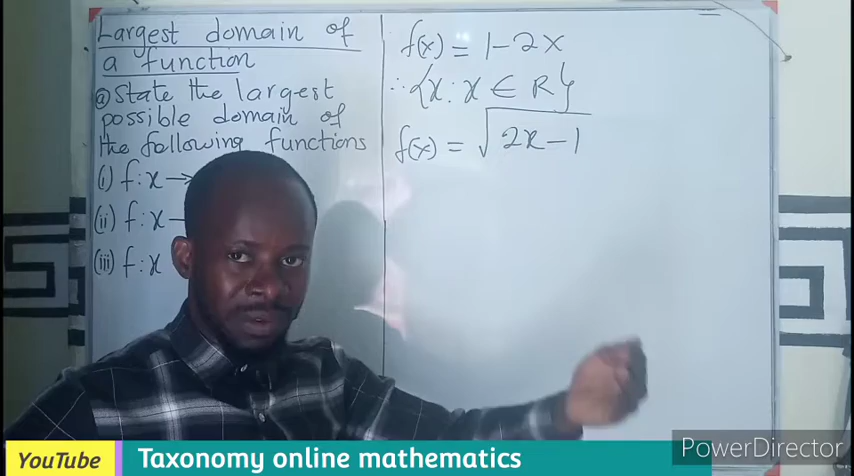 Largest domain of
a function
ⓐ State the largest
possible domain of
the following functions
(i) f: x →
(ii) f: x –
(iii) f: x
f(x) = 1 – 2x
∴ {x : x ∈ R}
f(x) = √(2x – 1)
YouTube Taxonomy online mathematics
PowerDirector